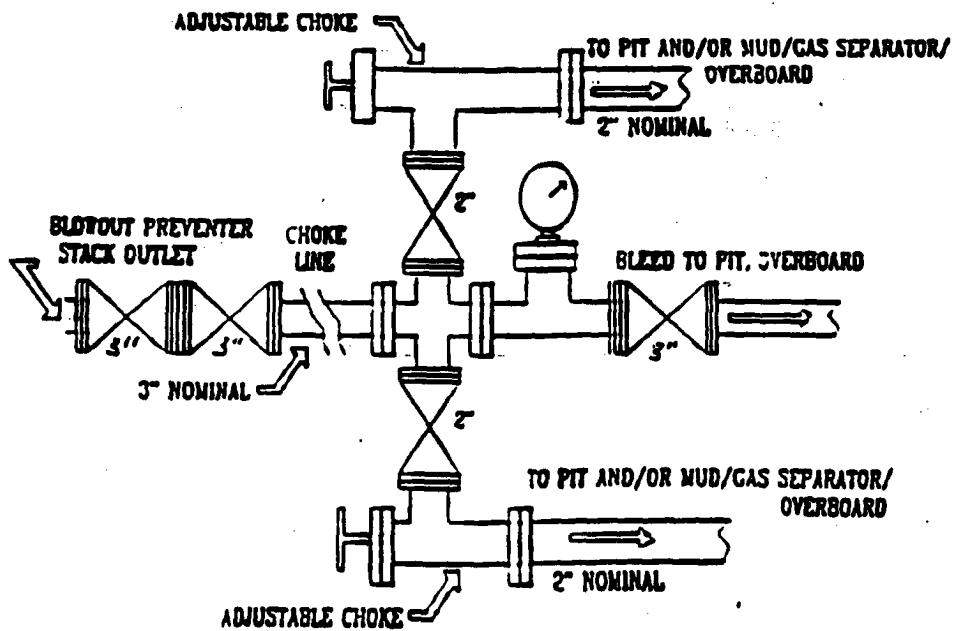 ADJUSTABLE CHOKE
TO PIT AND/OR MUD/GAS SEPARATOR/
OVERBOARD
2" NOMINAL
2"
BLOWOUT PREVENTER
STACK OUTLET
CHOKE
LINE
BLEED TO PIT, OVERBOARD
3"
3"
3"
3" NOMINAL
2"
TO PIT AND/OR MUD/GAS SEPARATOR/
OVERBOARD
2" NOMINAL
ADJUSTABLE CHOKE